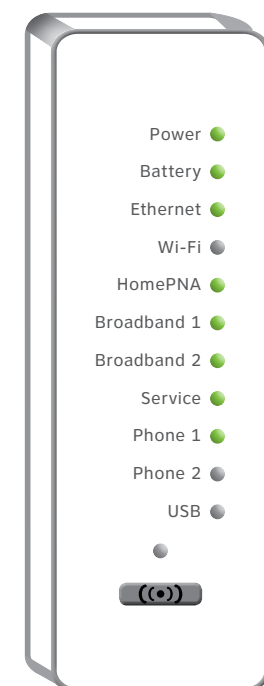 Power
Battery
Ethernet
Wi-Fi
HomePNA
Broadband 1
Broadband 2
Service
Phone 1
Phone 2
USB